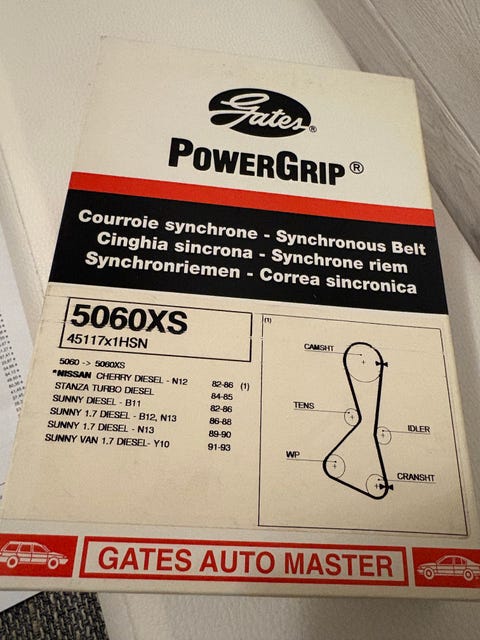 Gates®
POWERGRIP®
Courroie synchrone - Synchronous Belt
Cinghia sincrona - Synchrone riem
Synchronriemen - Correa sincronica
5060XS
45117x1HSN
5060 -> 5060XS
*NISSAN CHERRY DIESEL - N12 82-86 (1)
STANZA TURBO DIESEL 84-85
SUNNY DIESEL - B11 82-86
SUNNY 1.7 DIESEL - B12, N13 86-88
SUNNY 1.7 DIESEL - N13 89-90
SUNNY VAN 1.7 DIESEL- Y10 91-93
(1)
CAMSHT
TENS
IDLER
WP
CRANSHT
GATES AUTO MASTER